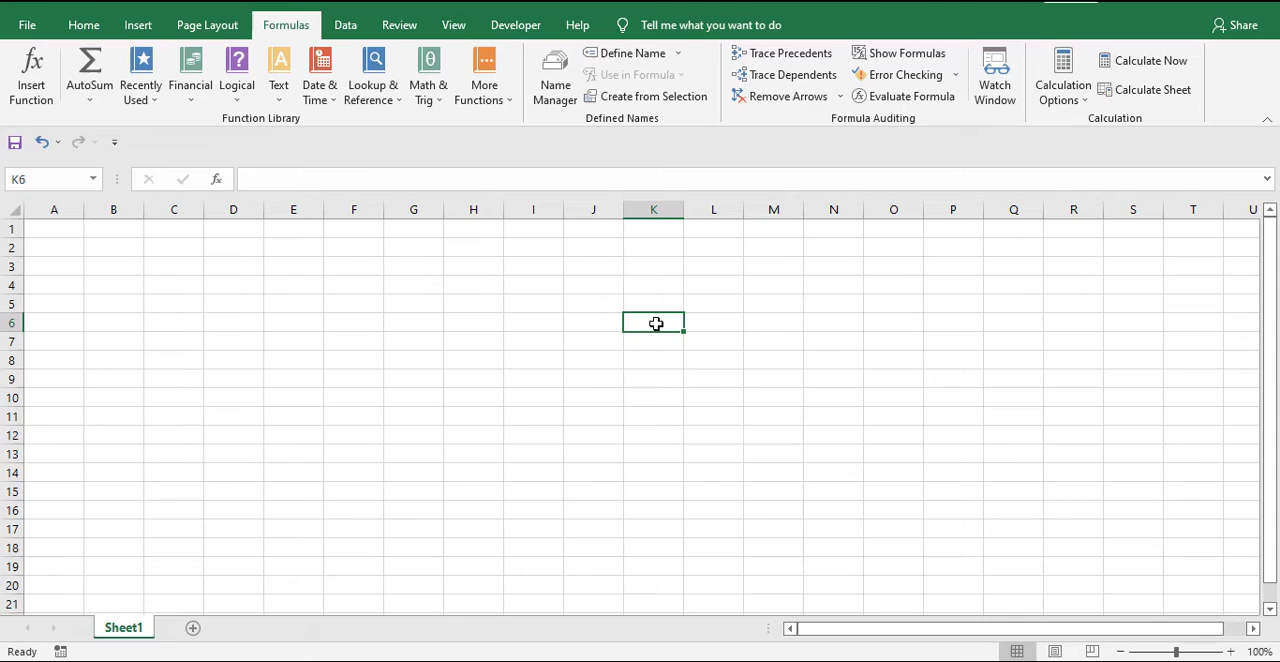 File Home Insert Page Layout Formulas Data Review View Developer Help Tell me what you want to do Share
Insert Function
AutoSum
Recently Used
Financial
Logical
Text
Date & Time
Lookup & Reference
Math & Trig
More Functions
Function Library
Name Manager
Define Name
Use in Formula
Create from Selection
Defined Names
Trace Precedents
Trace Dependents
Remove Arrows
Show Formulas
Error Checking
Evaluate Formula
Formula Auditing
Watch Window
Calculation Options
Calculate Now
Calculate Sheet
Calculation
K6 fx
A B C D E F G H I J K L M N O P Q R S T U
1
2
3
4
5
6
7
8
9
10
11
12
13
14
15
16
17
18
19
20
21
Sheet1
Ready 100%